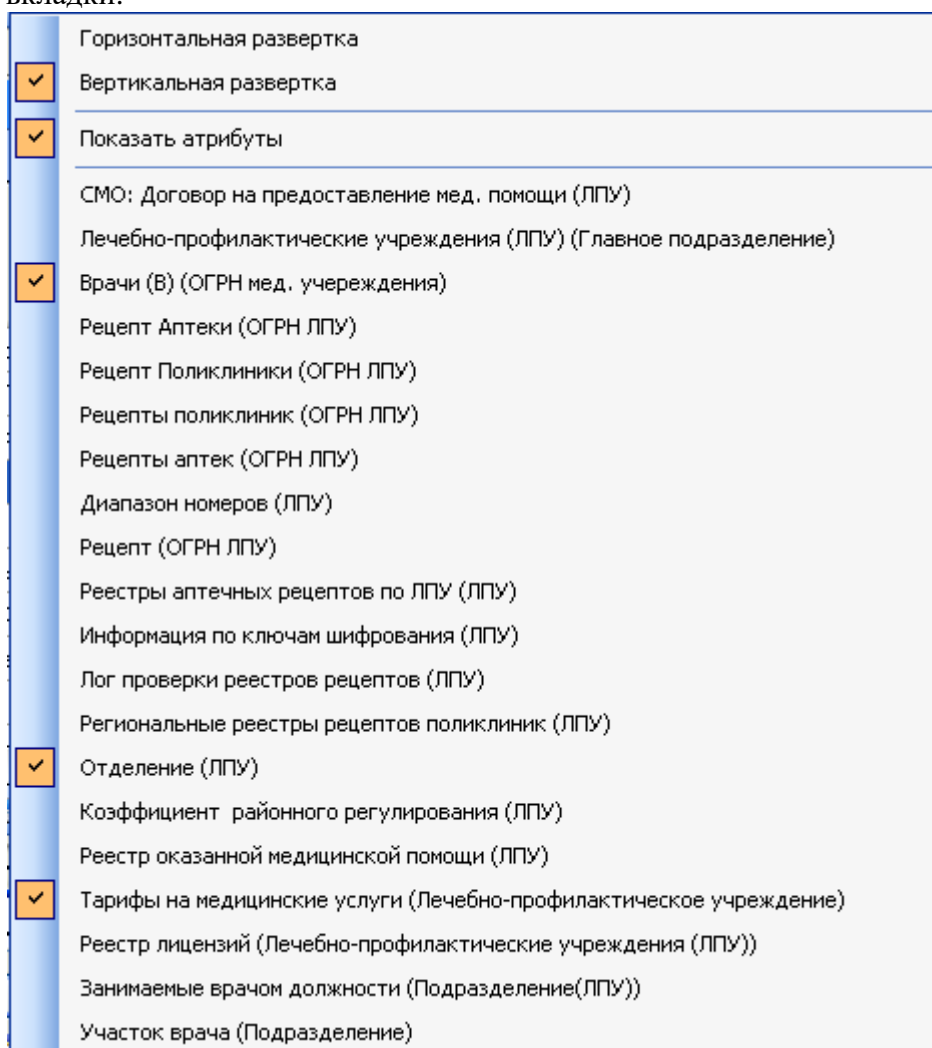 вкладки:
Горизонтальная развертка
Вертикальная развертка
Показать атрибуты
СМО: Договор на предоставление мед. помощи (ЛПУ)
Лечебно-профилактические учреждения (ЛПУ) (Главное подразделение)
Врачи (В) (ОГРН мед. учереждения)
Рецепт Аптеки (ОГРН ЛПУ)
Рецепт Поликлиники (ОГРН ЛПУ)
Рецепты поликлиник (ОГРН ЛПУ)
Рецепты аптек (ОГРН ЛПУ)
Диапазон номеров (ЛПУ)
Рецепт (ОГРН ЛПУ)
Реестры аптечных рецептов по ЛПУ (ЛПУ)
Информация по ключам шифрования (ЛПУ)
Лог проверки реестров рецептов (ЛПУ)
Региональные реестры рецептов поликлиник (ЛПУ)
Отделение (ЛПУ)
Коэффициент районного регулирования (ЛПУ)
Реестр оказанной медицинской помощи (ЛПУ)
Тарифы на медицинские услуги (Лечебно-профилактическое учреждение)
Реестр лицензий (Лечебно-профилактические учреждения (ЛПУ))
Занимаемые врачом должности (Подразделение(ЛПУ))
Участок врача (Подразделение)